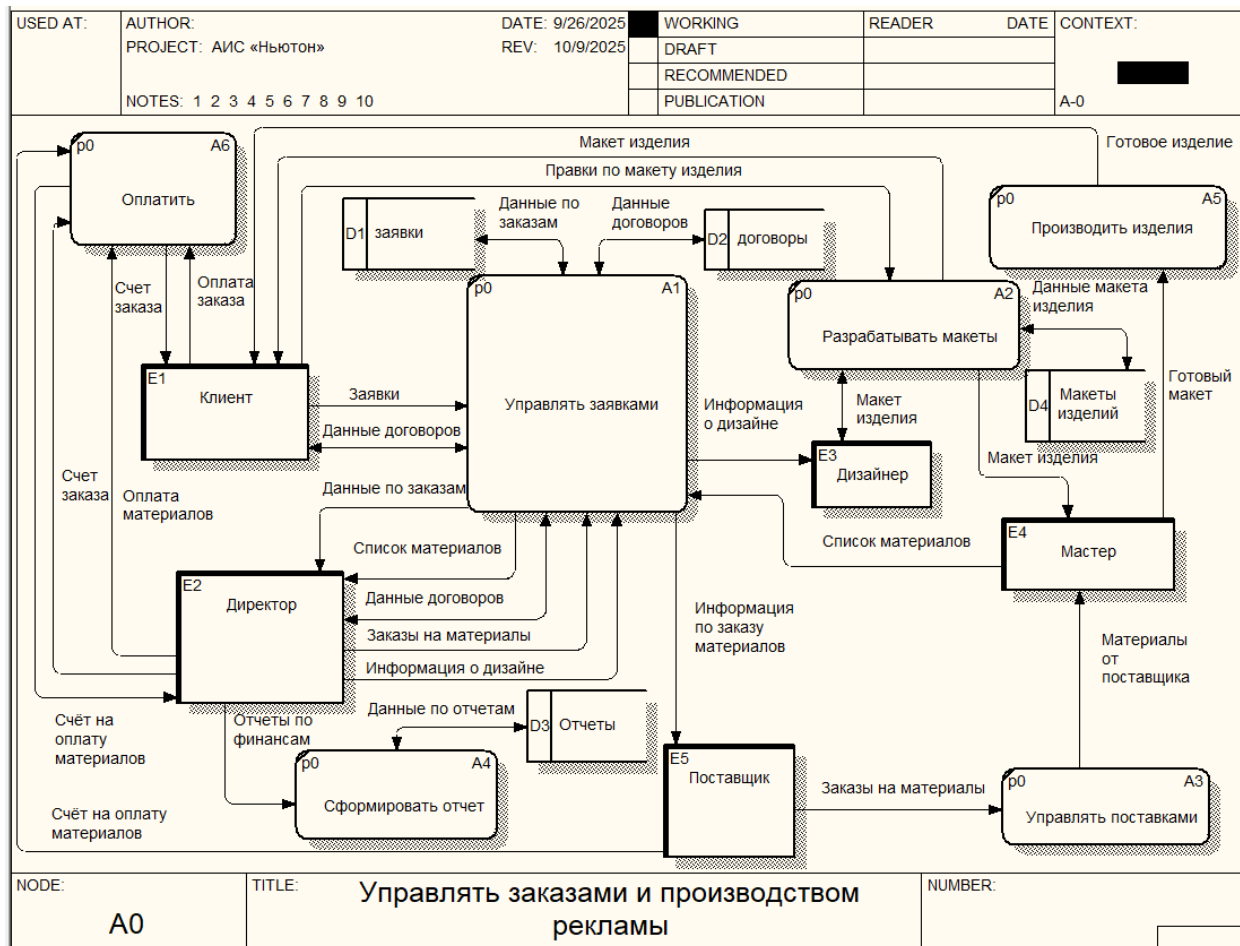 USED AT:
AUTHOR:
DATE: 9/26/2025
WORKING
READER
DATE
CONTEXT:
PROJECT: АИС «Ньютон»
REV: 10/9/2025
DRAFT
RECOMMENDED
NOTES: 1 2 3 4 5 6 7 8 9 10
PUBLICATION
A-0
p0
A6
Оплатить
Макет изделия
Правки по макету изделия
Готовое изделие
p0
A5
Производить изделия
D1
заявки
Данные по
заказам
Данные
договоров
D2
договоры
Счет
заказа
Оплата
заказа
p0
A1
Управлять заявками
p0
A2
Разрабатывать макеты
Данные макета
изделия
E1
Клиент
Заявки
Данные договоров
Информация
о дизайне
Макет
изделия
D4
Макеты
изделий
Готовый
макет
E3
Дизайнер
Счет
заказа
Оплата
материалов
Данные по заказам
Макет изделия
Список материалов
Список материалов
E4
Мастер
E2
Директор
Данные договоров
Заказы на материалы
Информация о дизайне
Информация
по заказу
материалов
Материалы
от
поставщика
Счёт на
оплату
материалов
Отчеты по
финансам
Данные по отчетам
D3
Отчеты
p0
A4
Сформировать отчет
E5
Поставщик
Заказы на материалы
p0
A3
Управлять поставками
Счёт на оплату
материалов
NODE:
A0
TITLE:
Управлять заказами и производством
рекламы
NUMBER: